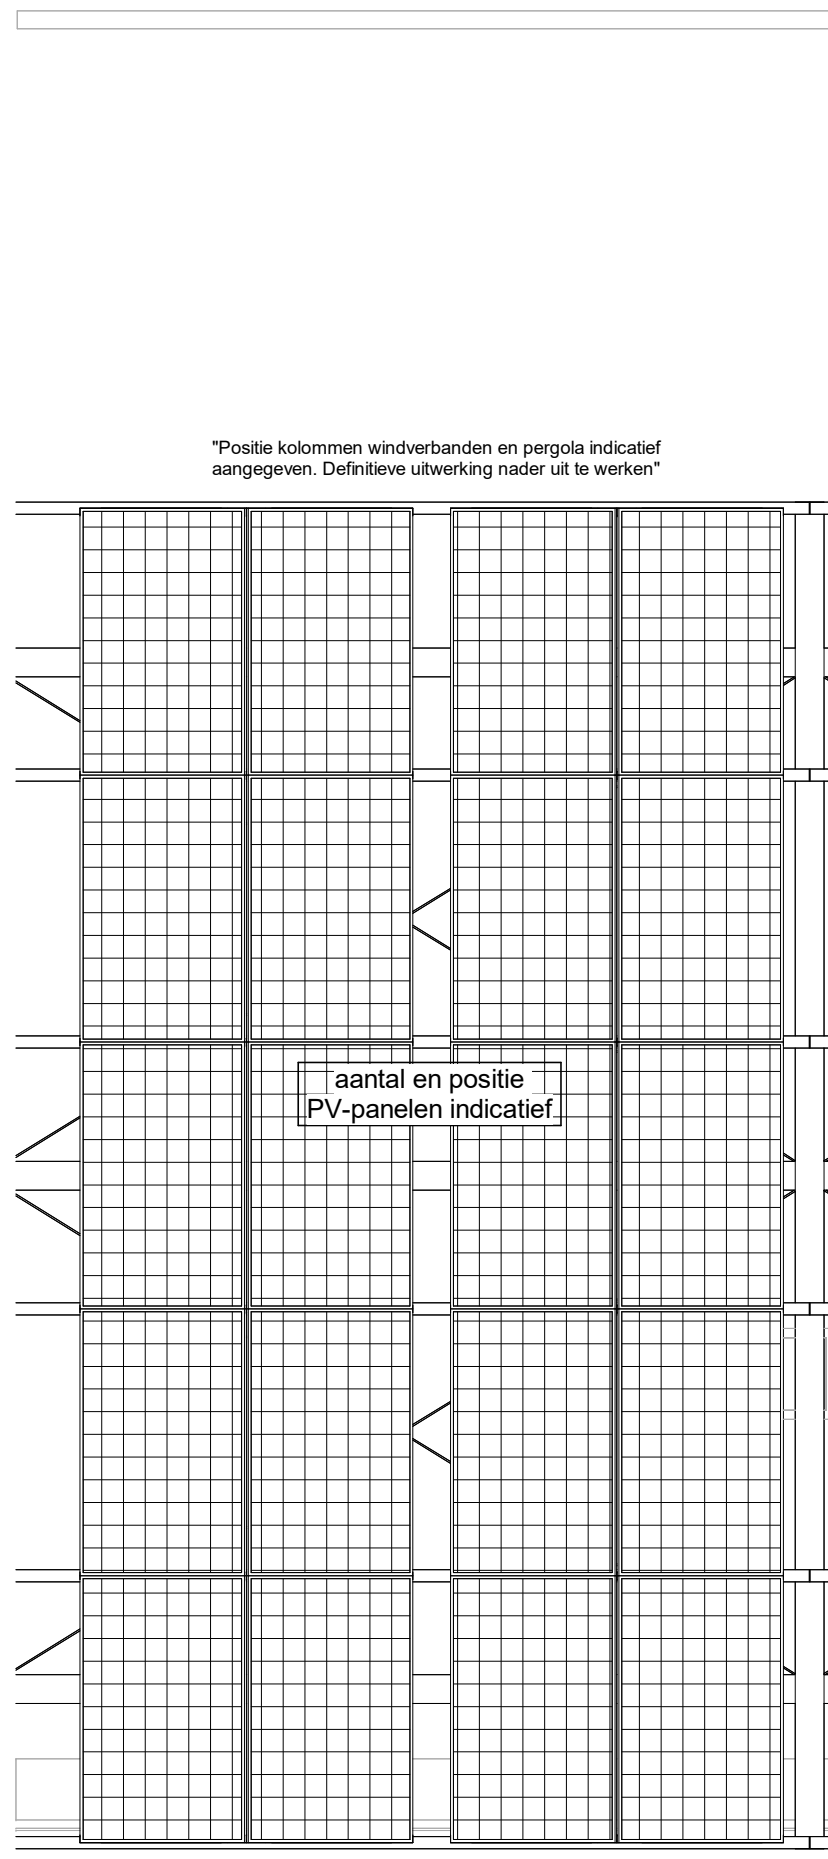 "Positie kolommen windverbanden en pergola indicatief
aangegeven. Definitieve uitwerking nader uit te werken"
aantal en positie
PV-panelen indicatief